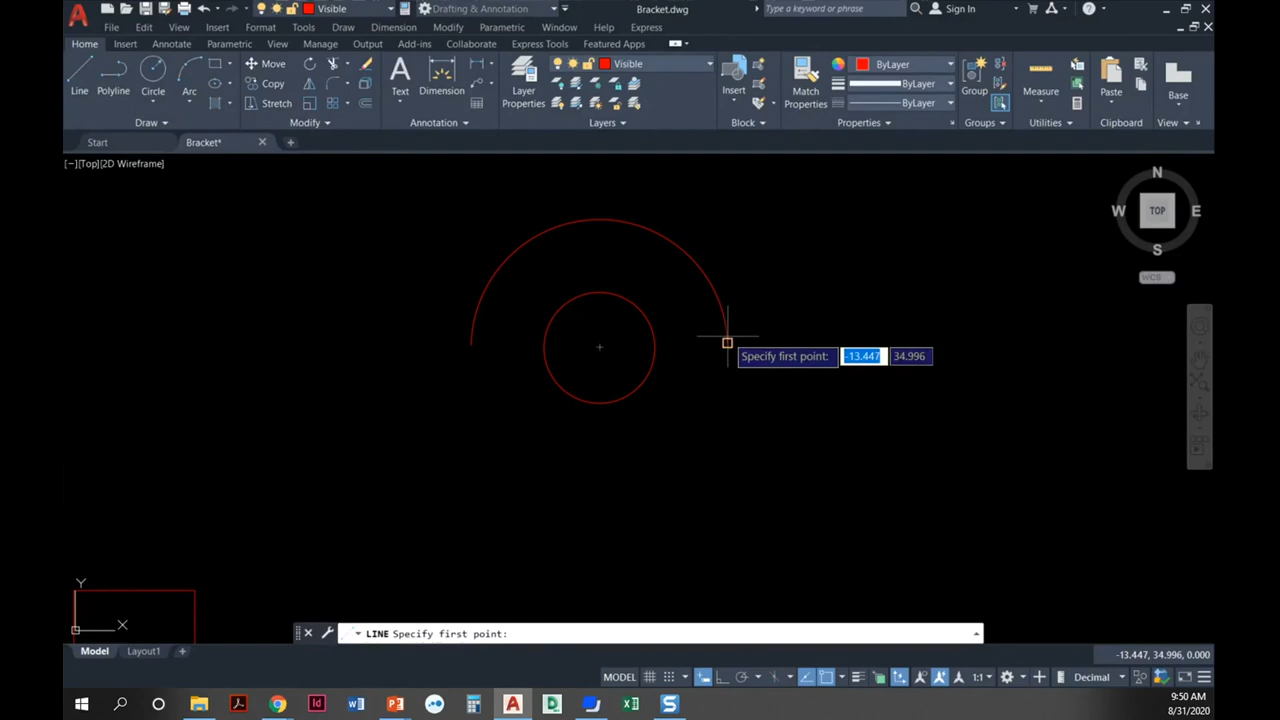 Visible
Drafting & Annotation
Bracket.dwg
Type a keyword or phrase
Sign In
File Edit View Insert Format Tools Draw Dimension Modify Parametric Window Help Express
Home Insert Annotate Parametric View Manage Output Add-ins Collaborate Express Tools Featured Apps
Line Polyline Circle Arc
Move
Copy
Stretch
Text Dimension
Layer
Properties
Visible
Insert
Match
Properties
ByLayer
ByLayer
ByLayer
Group
Measure
Paste
Base
Draw Modify Annotation Layers Block Properties Groups Utilities Clipboard View
Start Bracket*
[−][Top][2D Wireframe]
N
W TOP E
S
WCS
Specify first point: -13.447 34.996
Y
X
LINE Specify first point:
Model Layout1
-13.447, 34.996, 0.000
MODEL 1:1 Decimal
9:50 AM
8/31/2020